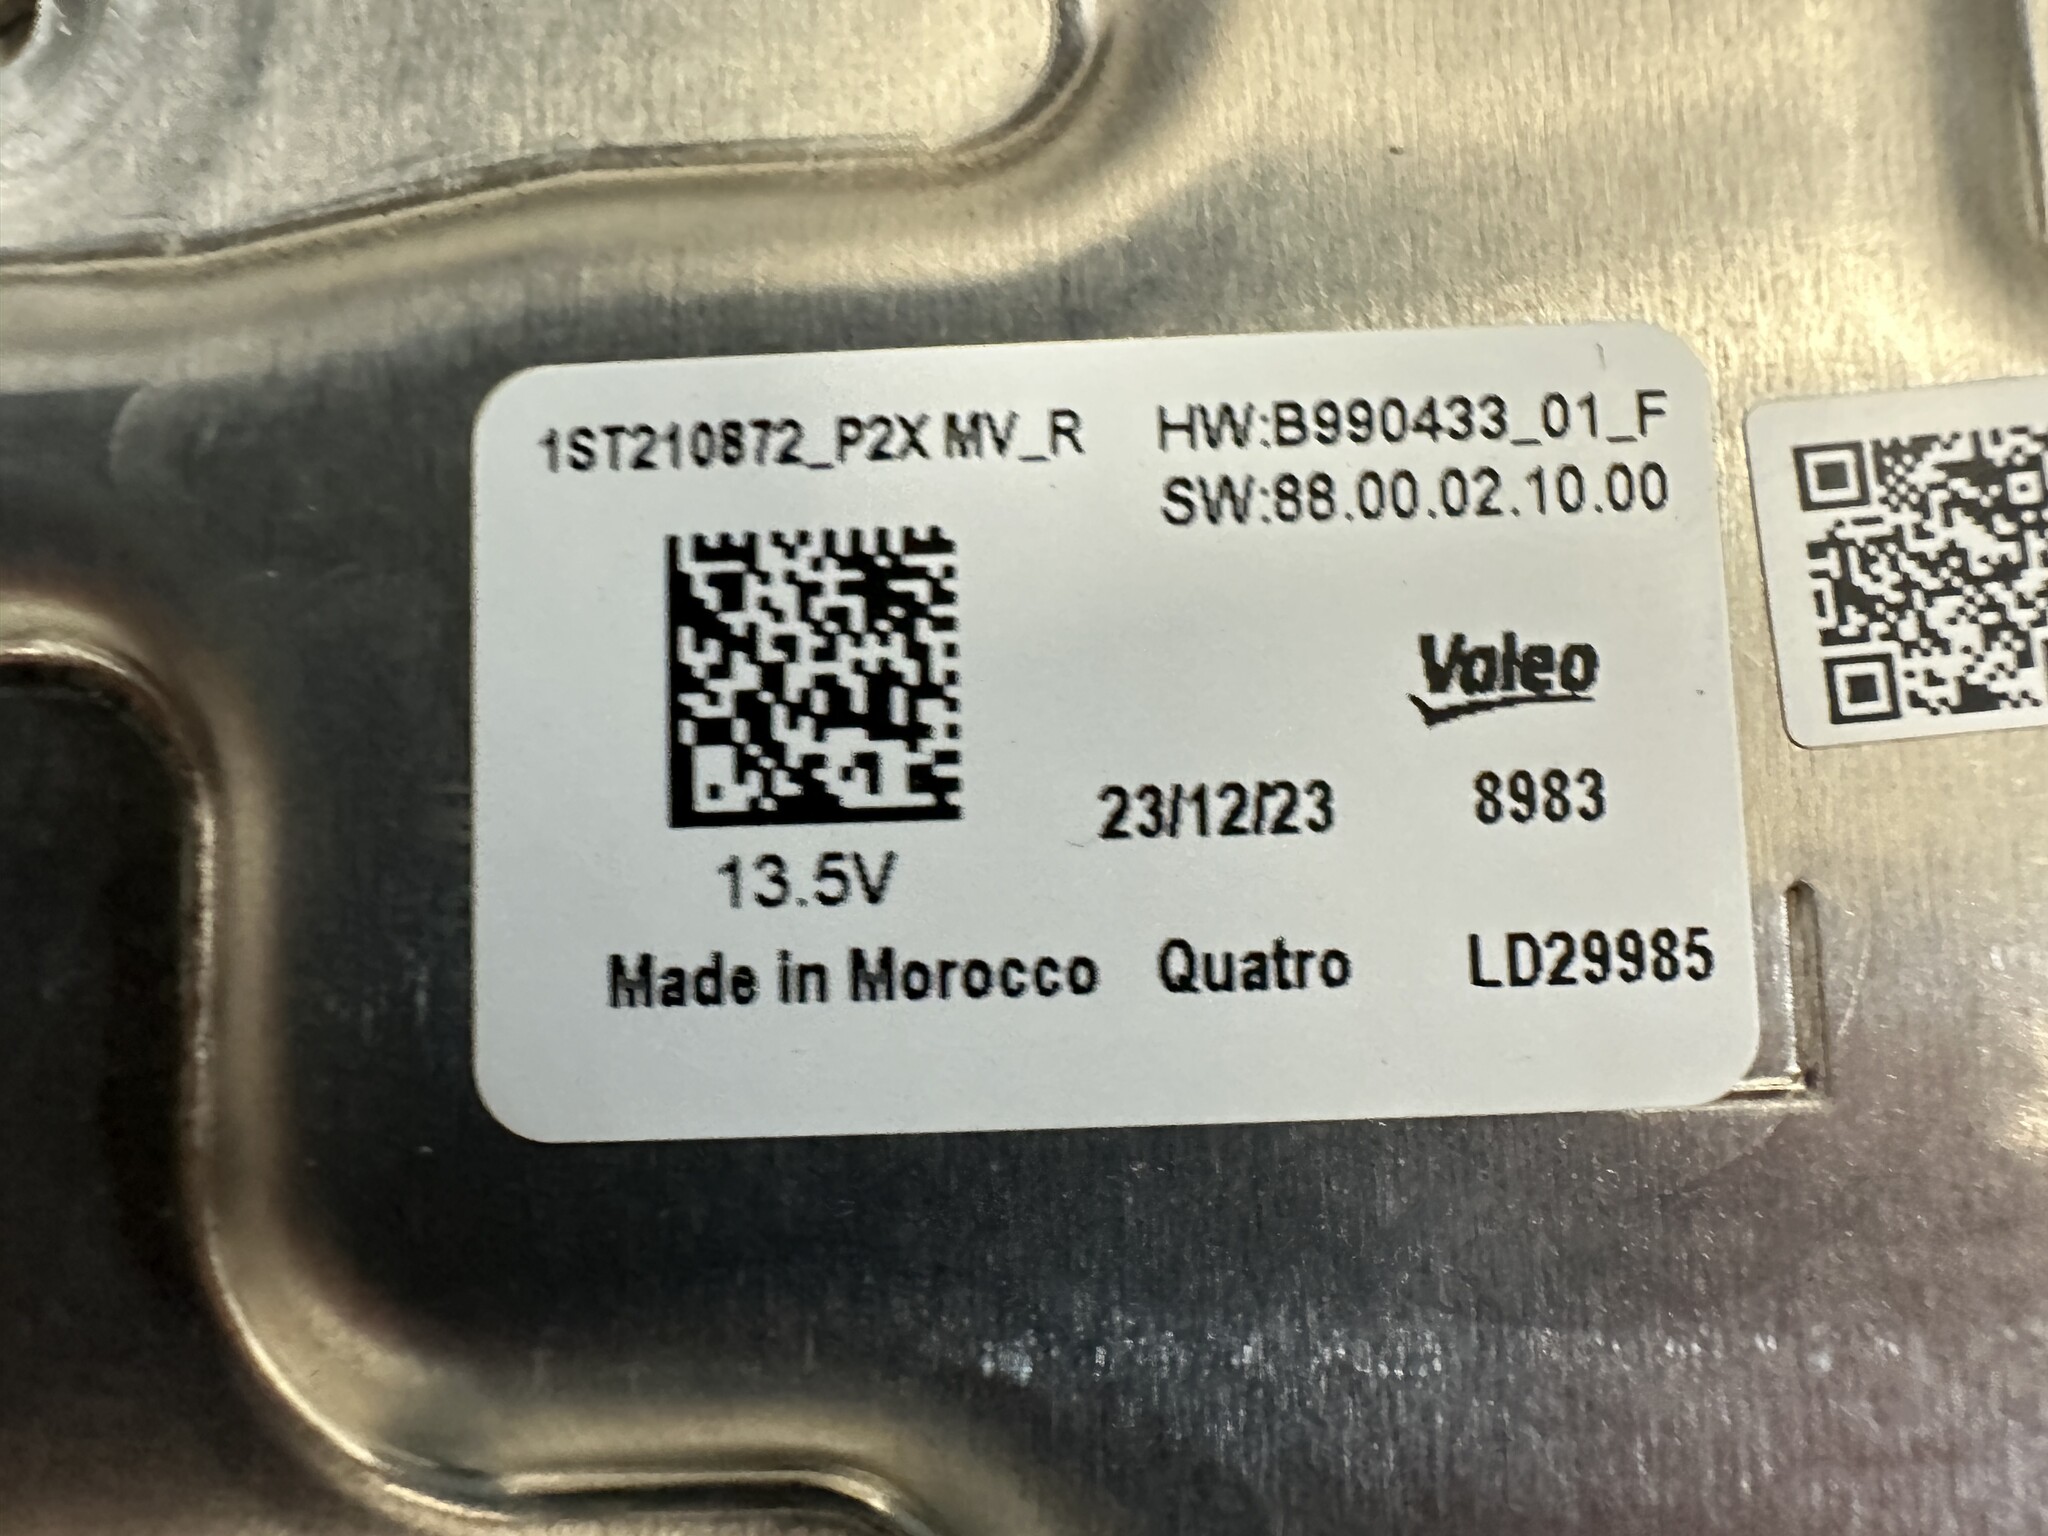 1ST210872_P2X MV_R
HW:B990433_01_F
SW:88.00.02.10.00
Valeo
23/12/23
8983
13.5V
Made in Morocco
Quatro
LD29985